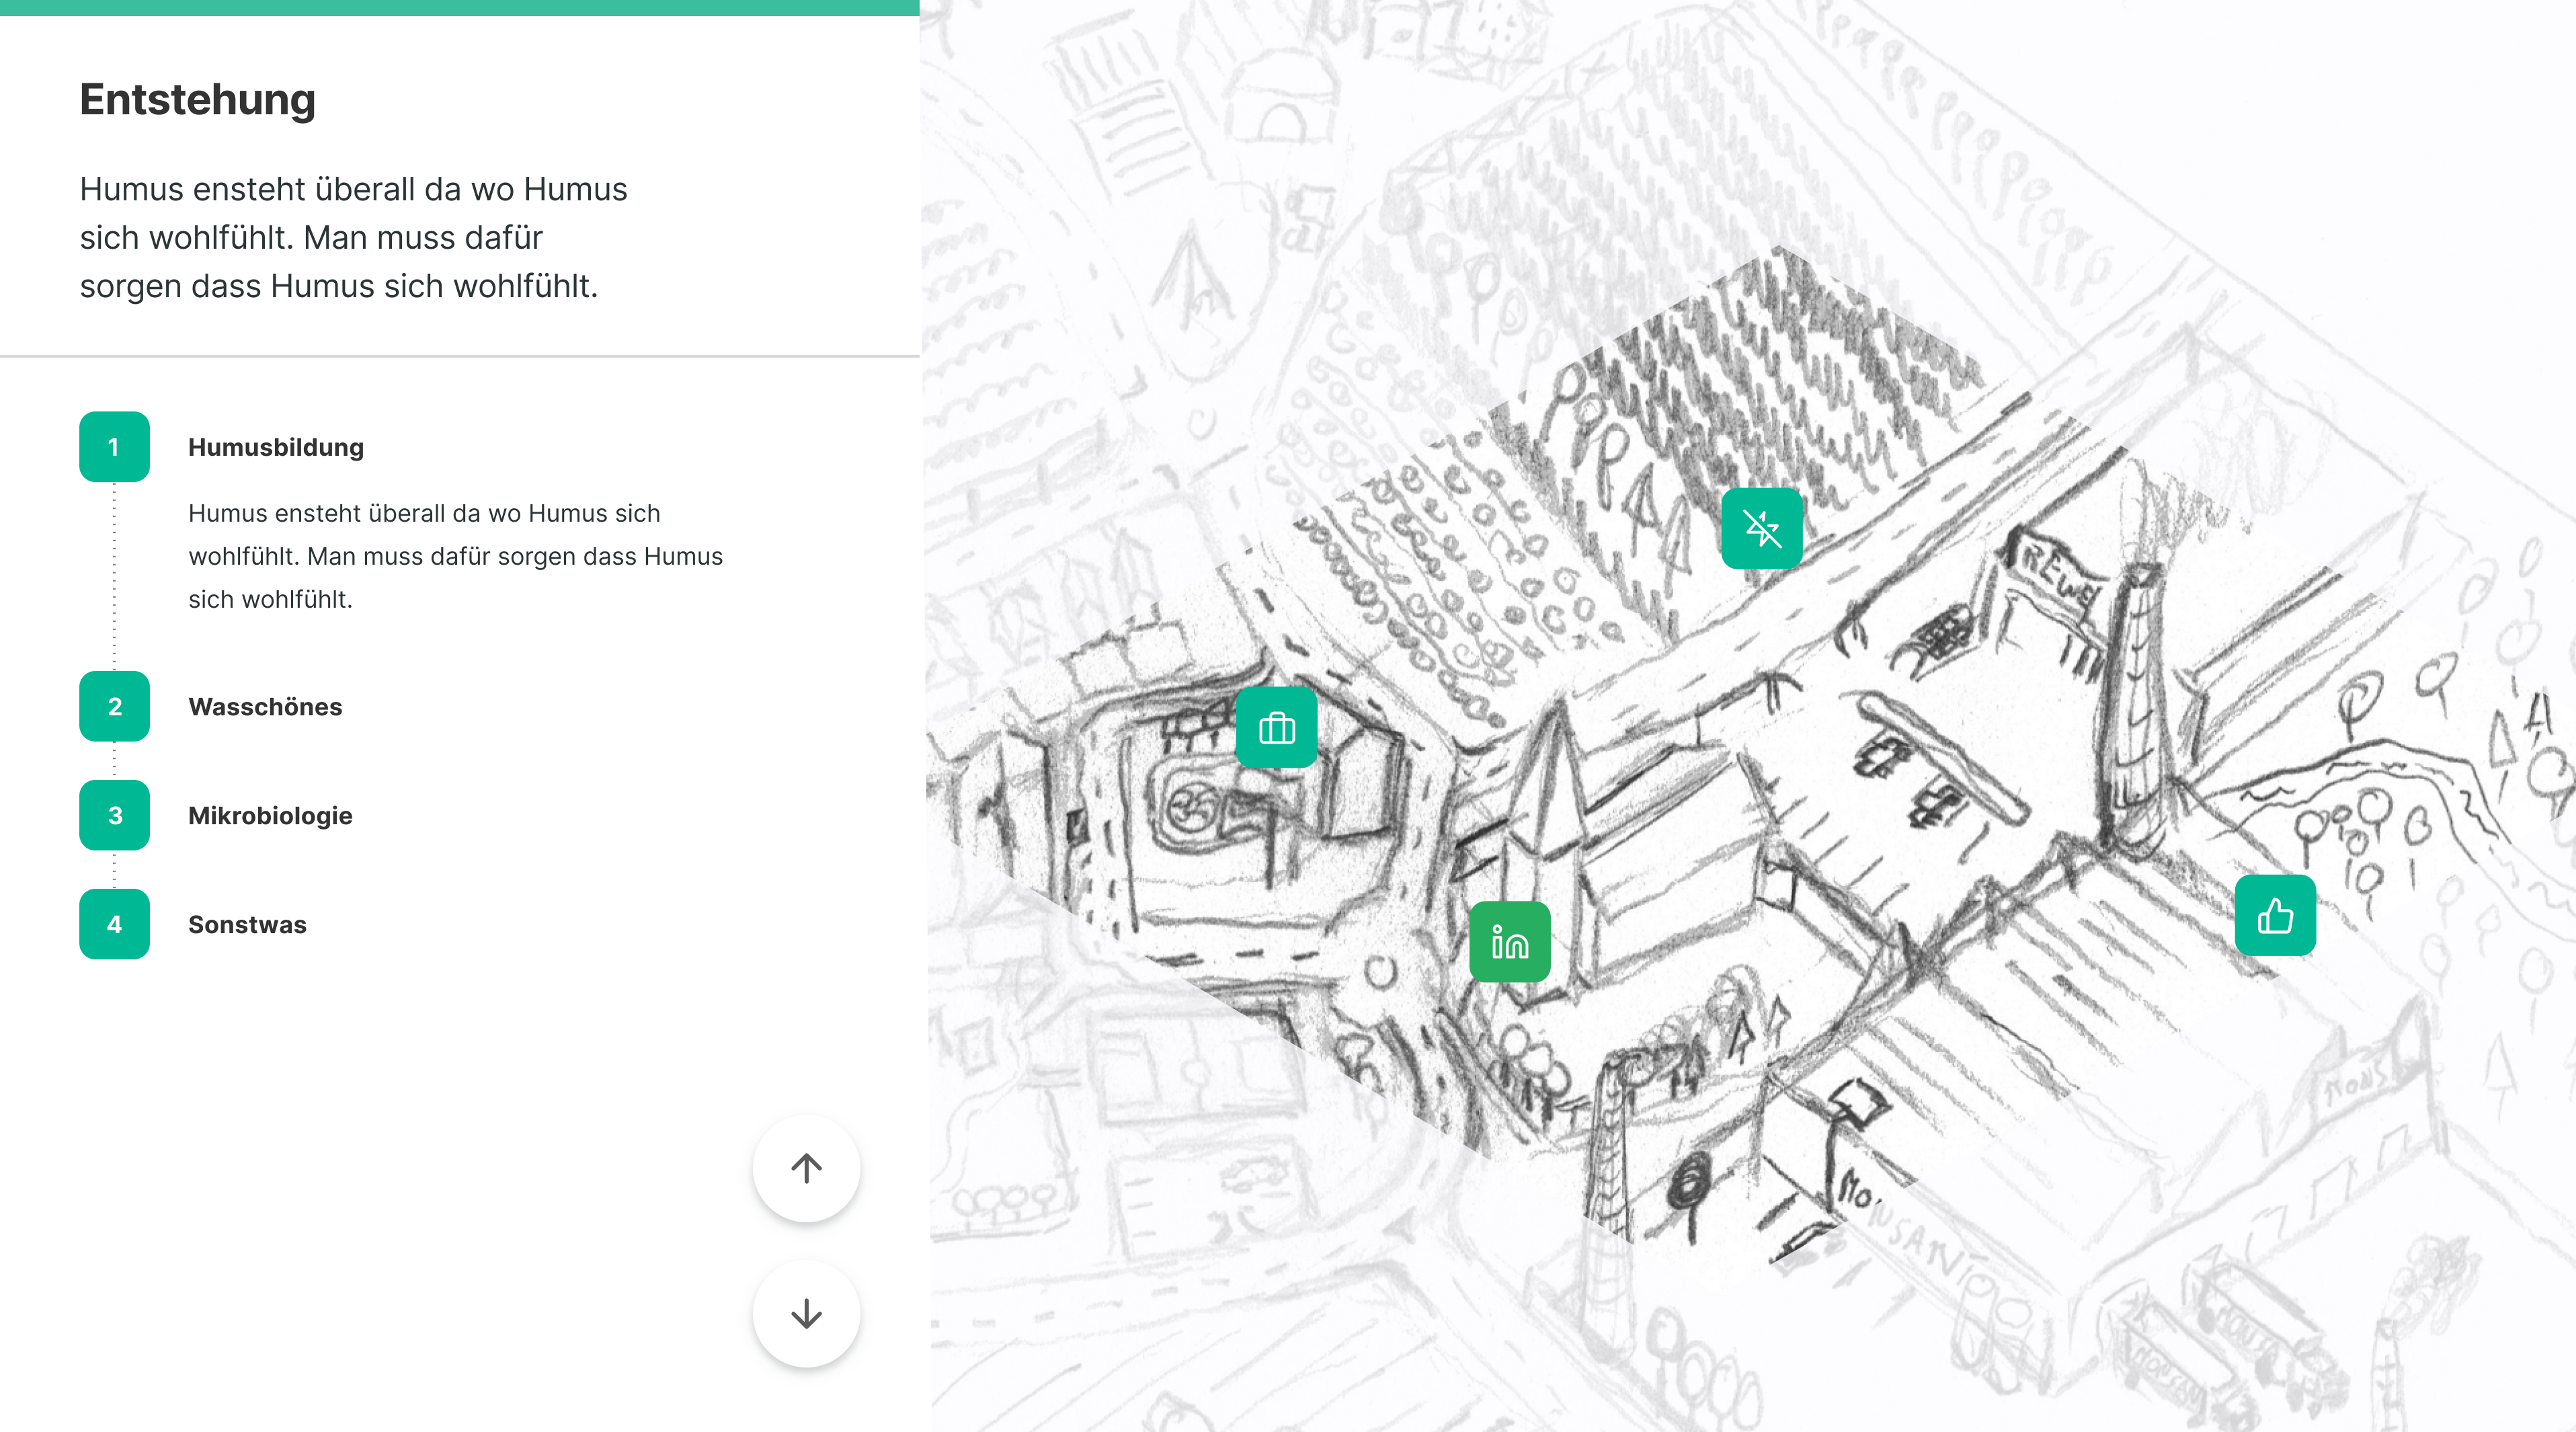 Entstehung
Humus ensteht überall da wo Humus
sich wohlfühlt. Man muss dafür
sorgen dass Humus sich wohlfühlt.
1
Humusbildung
Humus ensteht überall da wo Humus sich
wohlfühlt. Man muss dafür sorgen dass Humus
sich wohlfühlt.
2
Wasschönes
3
Mikrobiologie
4
Sonstwas
REWE
in
MONSANTO
MONS